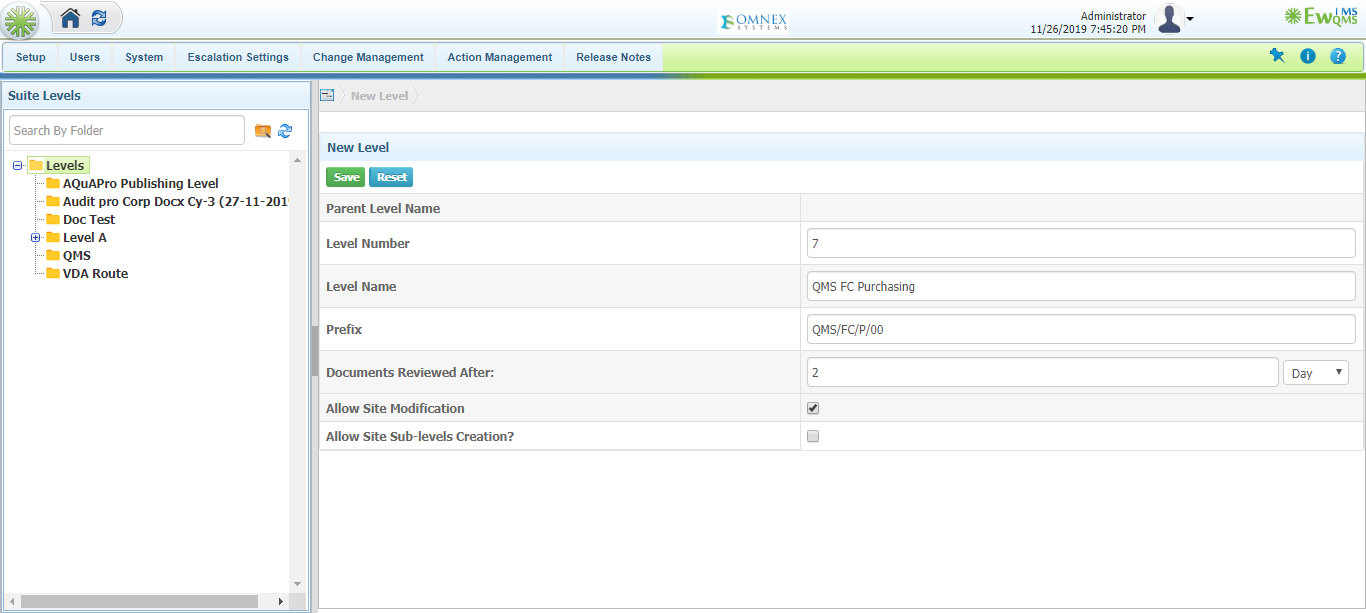 OMNEX
SYSTEMS
Administrator
11/26/2019 7:45:20 PM
EwIMS
QMS
Setup Users System Escalation Settings Change Management Action Management Release Notes
Suite Levels
New Level
Search By Folder
Levels
AQuAPro Publishing Level
Audit pro Corp Docx Cy-3 (27-11-201
Doc Test
Level A
QMS
VDA Route
New Level
Save Reset
Parent Level Name
Level Number 7
Level Name QMS FC Purchasing
Prefix QMS/FC/P/00
Documents Reviewed After: 2 Day
Allow Site Modification
Allow Site Sub-levels Creation?